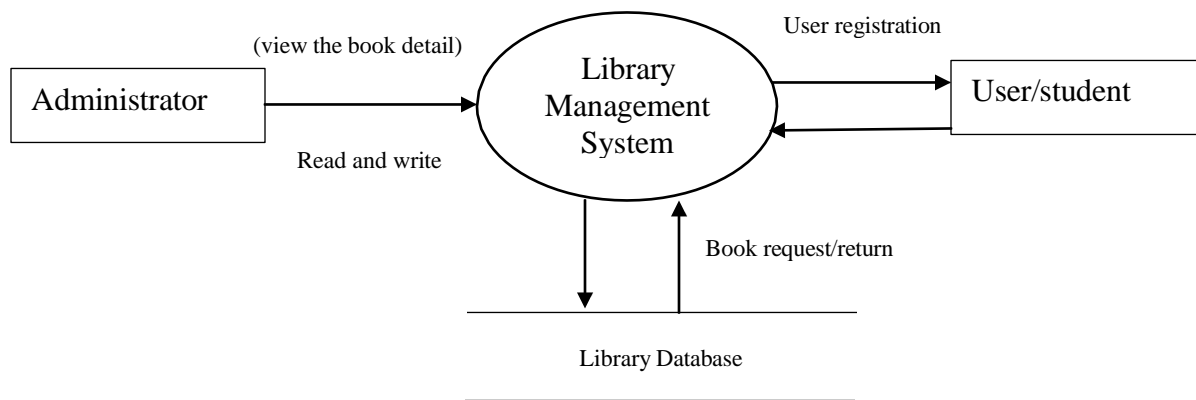 User registration
(view the book detail)
Administrator
Library
Management
System
User/student
Read and write
Book request/return
Library Database